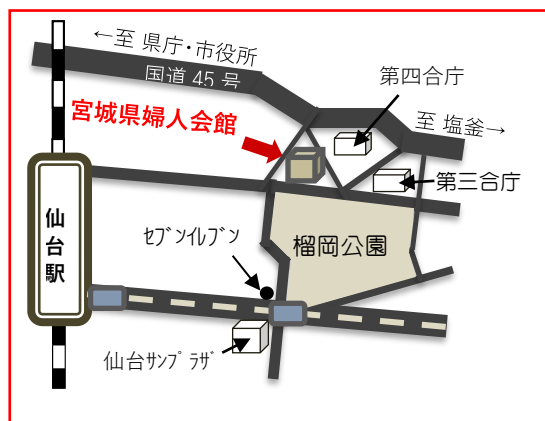 ←至 県庁・市役所
国道 45 号
第四合庁
宮城県婦人会館
至 塩釜→
第三合庁
仙台駅
ｾﾌﾞﾝｲﾚﾌﾞﾝ
榴岡公園
仙台ｻﾝﾌﾟﾗｻﾞ